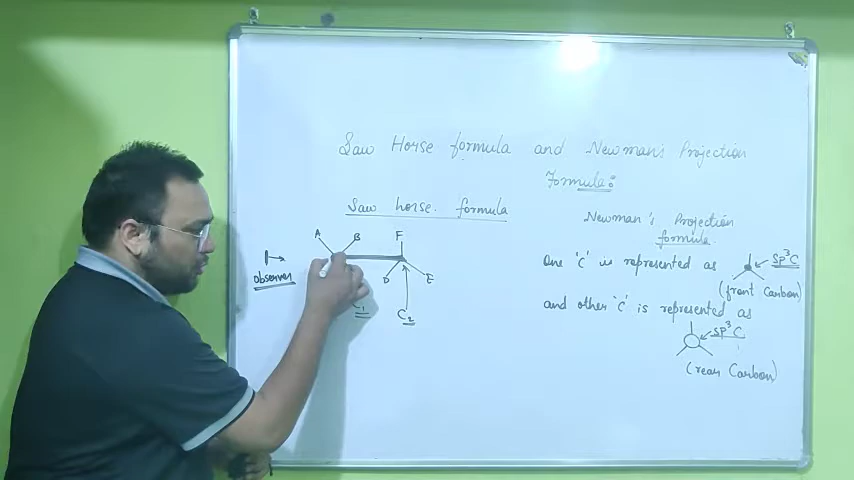 Saw Horse formula and Newman's Projection
Formula:
Saw horse formula
A B F
observer
D E
C1 C2
Newman's Projection
formula
One 'C' is represented as
Sp3C
(front Carbon)
and other 'C' is represented as
SP3C
(rear Carbon)